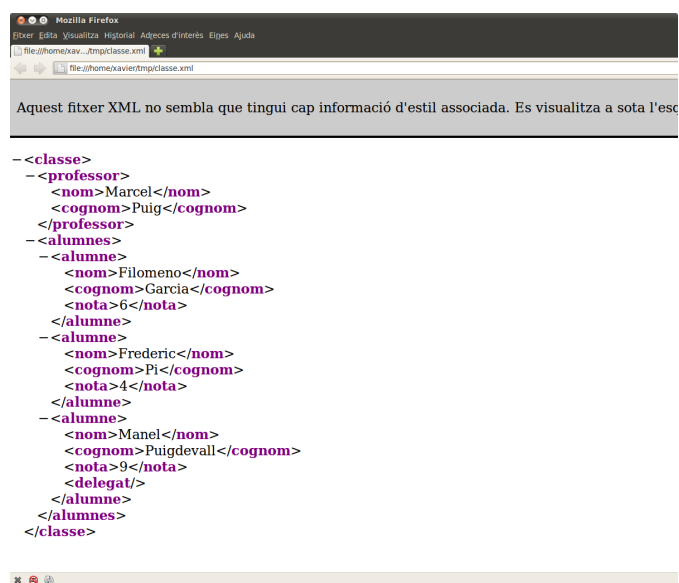 Mozilla Firefox
Fitxer Edita Visualitza Historial Adreces d'interès Eines Ajuda
file:///home/xav.../tmp/classe.xml
file:///home/xavier/tmp/classe.xml
Aquest fitxer XML no sembla que tingui cap informació d'estil associada. Es visualitza a sota l'esq
−<classe>
−<professor>
<nom>Marcel</nom>
<cognom>Puig</cognom>
</professor>
−<alumnes>
−<alumne>
<nom>Filomeno</nom>
<cognom>Garcia</cognom>
<nota>6</nota>
</alumne>
−<alumne>
<nom>Frederic</nom>
<cognom>Pi</cognom>
<nota>4</nota>
</alumne>
−<alumne>
<nom>Manel</nom>
<cognom>Puigdevall</cognom>
<nota>9</nota>
<delegat/>
</alumne>
</alumnes>
</classe>